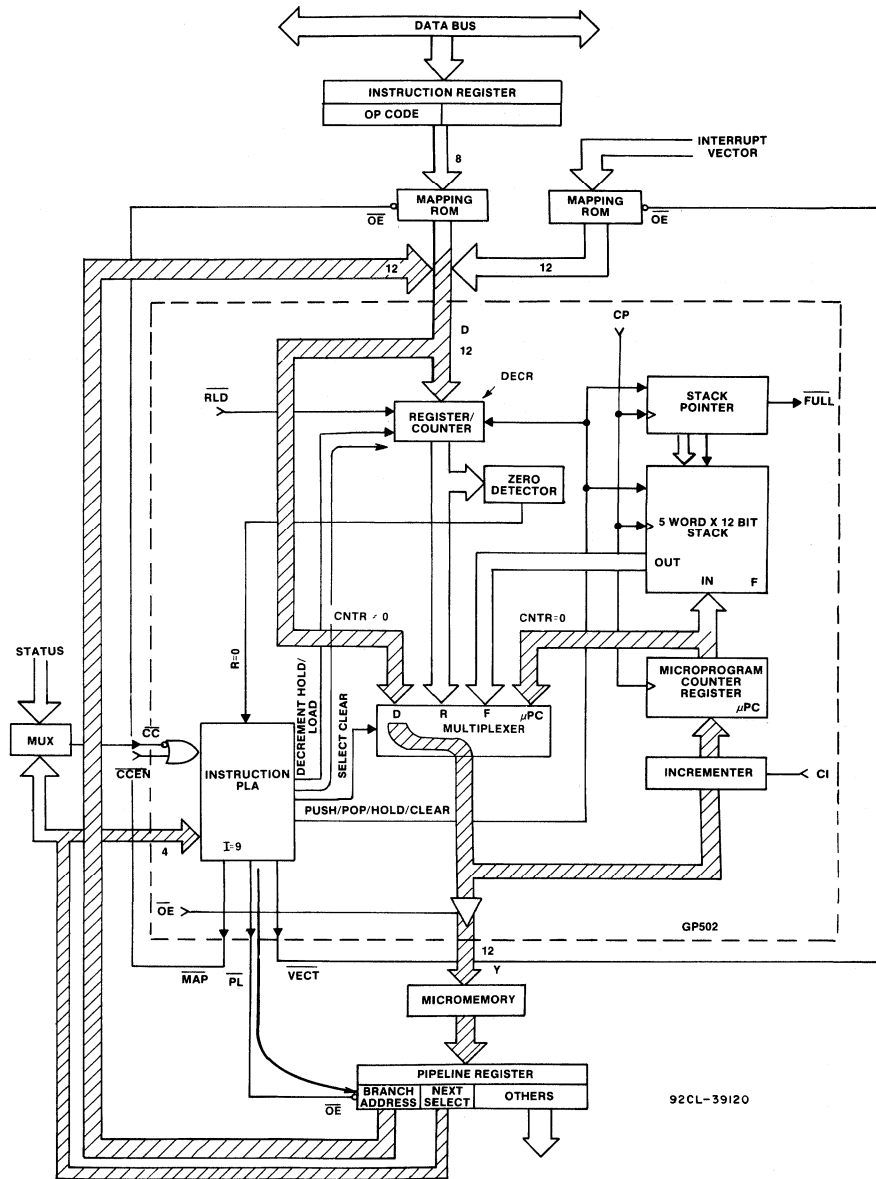 DATA BUS
INSTRUCTION REGISTER
OP CODE
8
INTERRUPT
VECTOR
MAPPING
ROM
OE
MAPPING
ROM
OE
12
12
D
12
CP
RLD
DECR
REGISTER/
COUNTER
STACK
POINTER
FULL
ZERO
DETECTOR
5 WORD X 12 BIT
STACK
OUT
IN
F
CNTR ≠ 0
CNTR=0
STATUS
R=0
DECREMENT HOLD/
LOAD
SELECT CLEAR
MICROPROGRAM
COUNTER
REGISTER
μPC
D
R
F
μPC
MULTIPLEXER
MUX
CC
CCEN
INSTRUCTION
PLA
I=9
INCREMENTER
CI
PUSH/POP/HOLD/CLEAR
4
OE
GP502
MAP
PL
VECT
12
Y
MICROMEMORY
PIPELINE REGISTER
BRANCH
ADDRESS
NEXT
SELECT
OTHERS
OE
92CL-39120